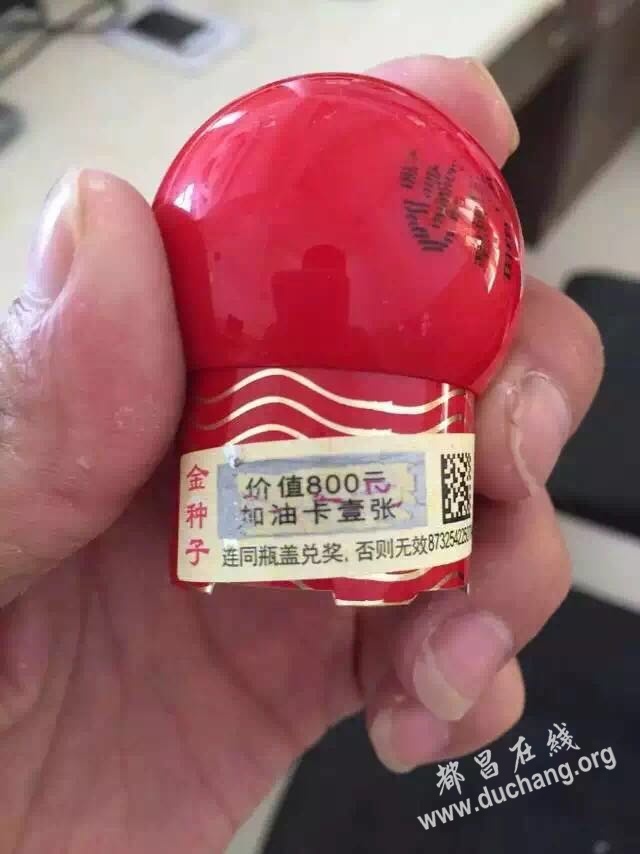 金种子
价值800元
加油卡壹张
连同瓶盖兑奖, 否则无效
都昌在线
www.duchang.org